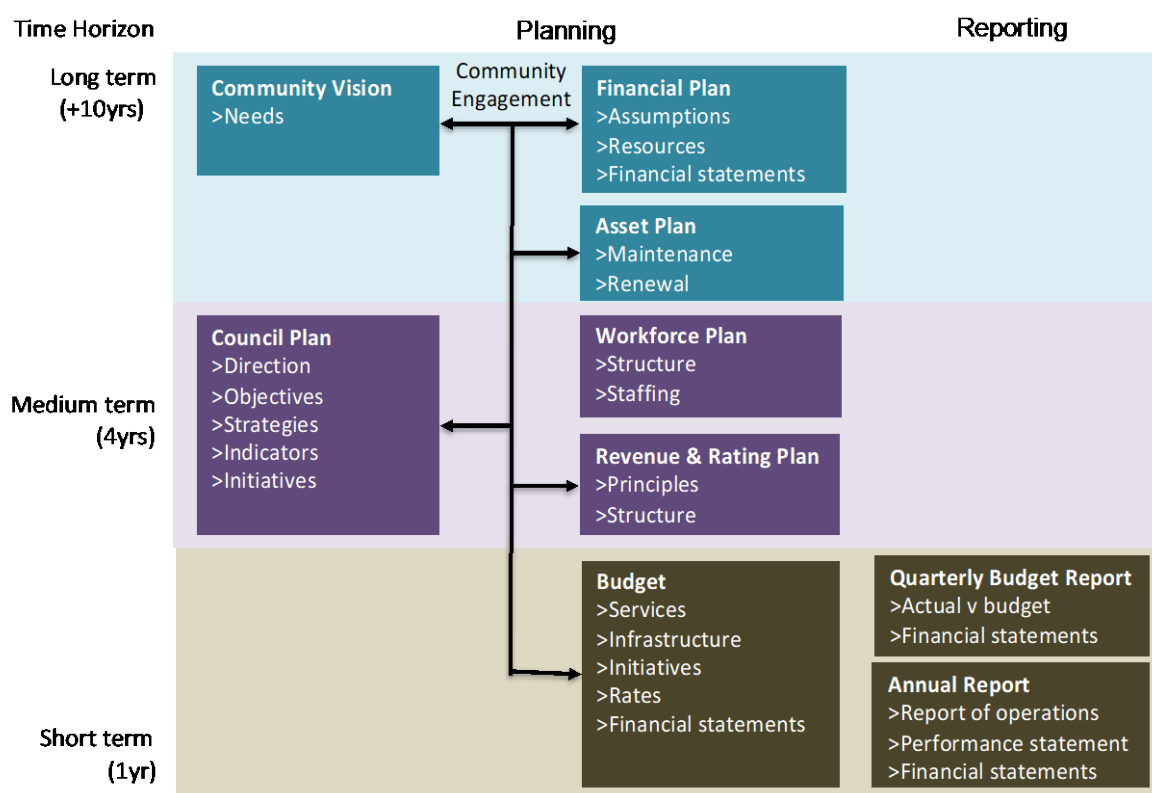 Time Horizon
Planning
Reporting
Long term
(+10yrs)
Community Vision
>Needs
Community
Engagement
Financial Plan
>Assumptions
>Resources
>Financial statements
Asset Plan
>Maintenance
>Renewal
Medium term
(4yrs)
Council Plan
>Direction
>Objectives
>Strategies
>Indicators
>Initiatives
Workforce Plan
>Structure
>Staffing
Revenue & Rating Plan
>Principles
>Structure
Short term
(1yr)
Budget
>Services
>Infrastructure
>Initiatives
>Rates
>Financial statements
Quarterly Budget Report
>Actual v budget
>Financial statements
Annual Report
>Report of operations
>Performance statement
>Financial statements